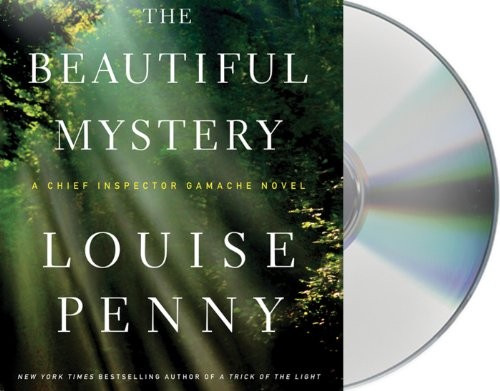 THE
BEAUTIFUL
MYSTERY
A CHIEF INSPECTOR GAMACHE NOVEL
LOUISE
PENNY
NEW YORK TIMES BESTSELLING AUTHOR OF A TRICK OF THE LIGHT